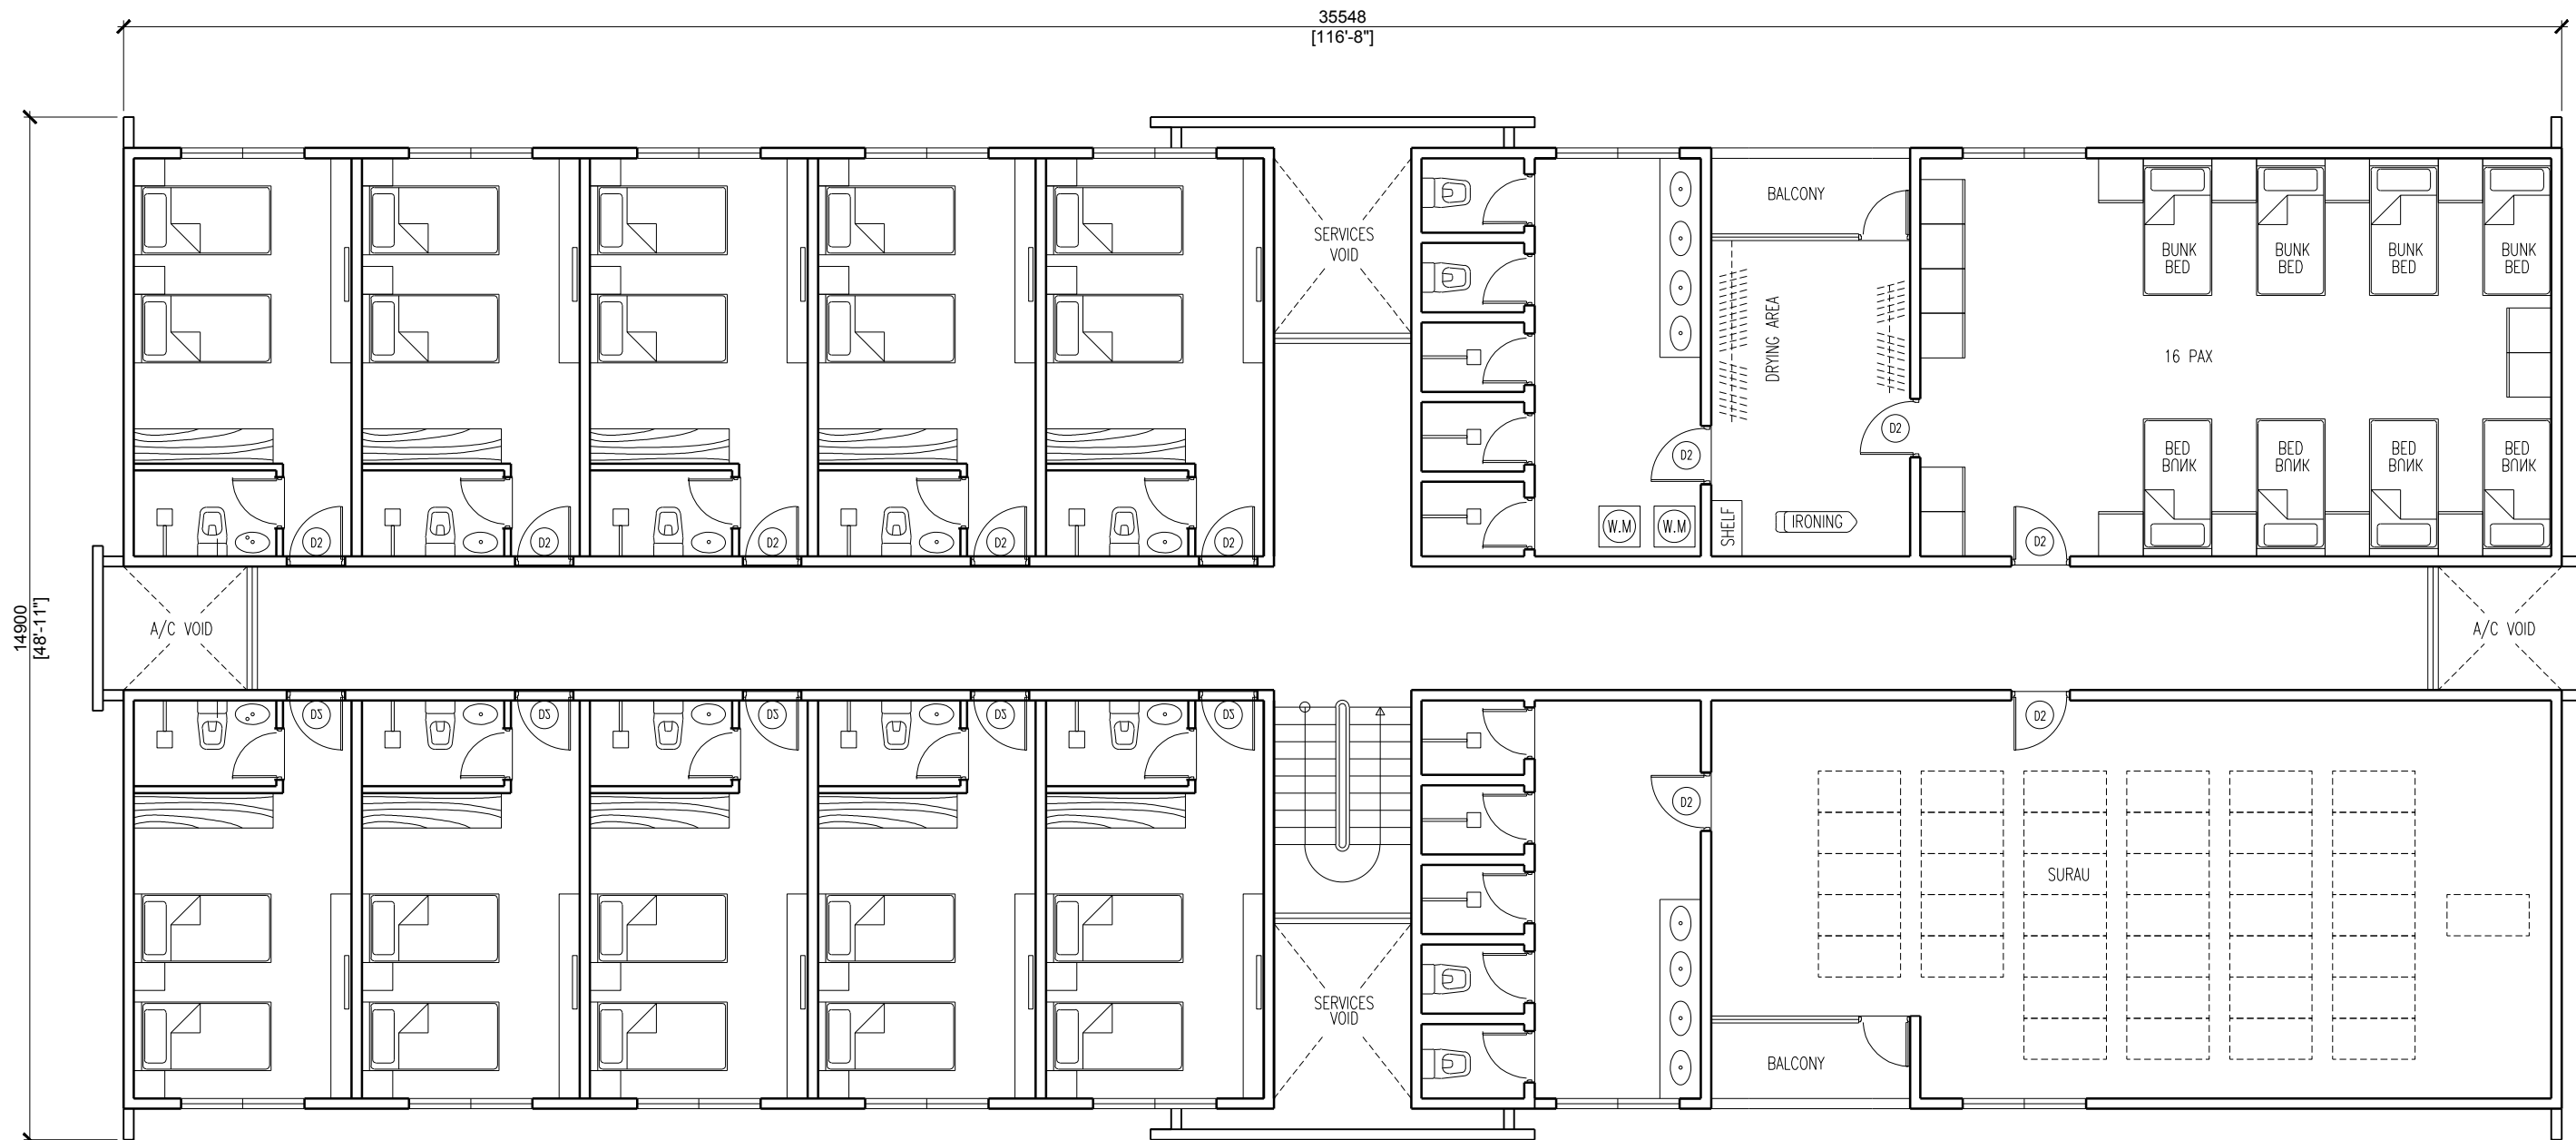 35548
[116'-8"]
14900
[48'-11"]
SERVICES
VOID
BALCONY
DRYING AREA
BUNK
BED
BUNK
BED
BUNK
BED
BUNK
BED
16 PAX
D2
D2
BED
BUNK
BED
BUNK
BED
BUNK
BED
BUNK
W.M
W.M
SHELF
IRONING
D2
D2
D2
D2
D2
D2
A/C VOID
A/C VOID
D2
D2
D2
D2
D2
D2
D2
SURAU
SERVICES
VOID
BALCONY